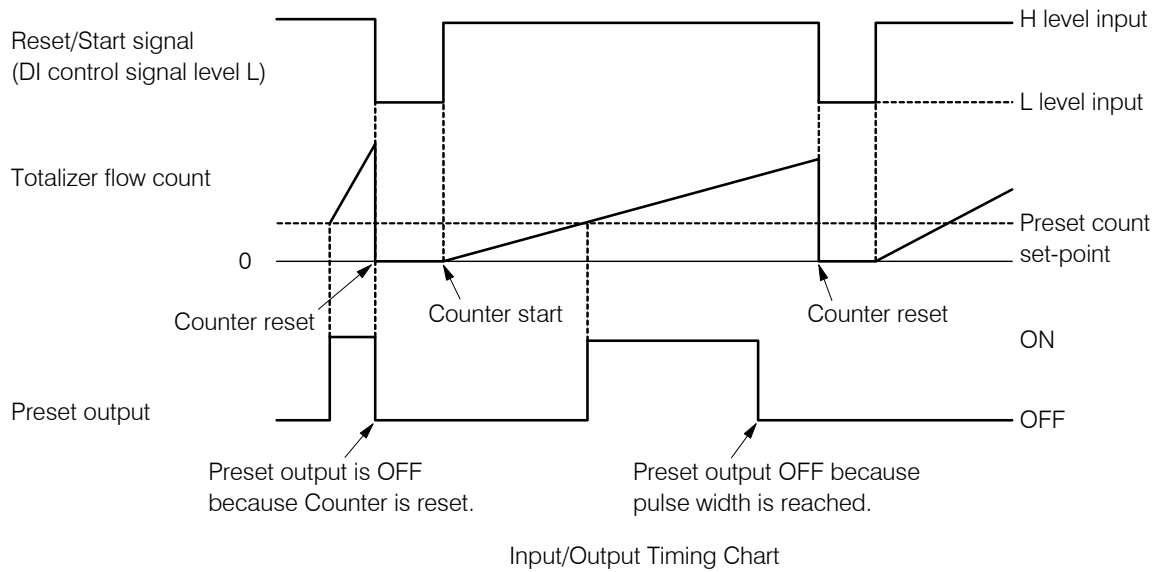 H level input
Reset/Start signal
(DI control signal level L)
L level input
Totalizer flow count
Preset count
set-point
0
Counter reset
Counter start
Counter reset
ON
Preset output
OFF
Preset output is OFF
because Counter is reset.
Preset output OFF because
pulse width is reached.
Input/Output Timing Chart